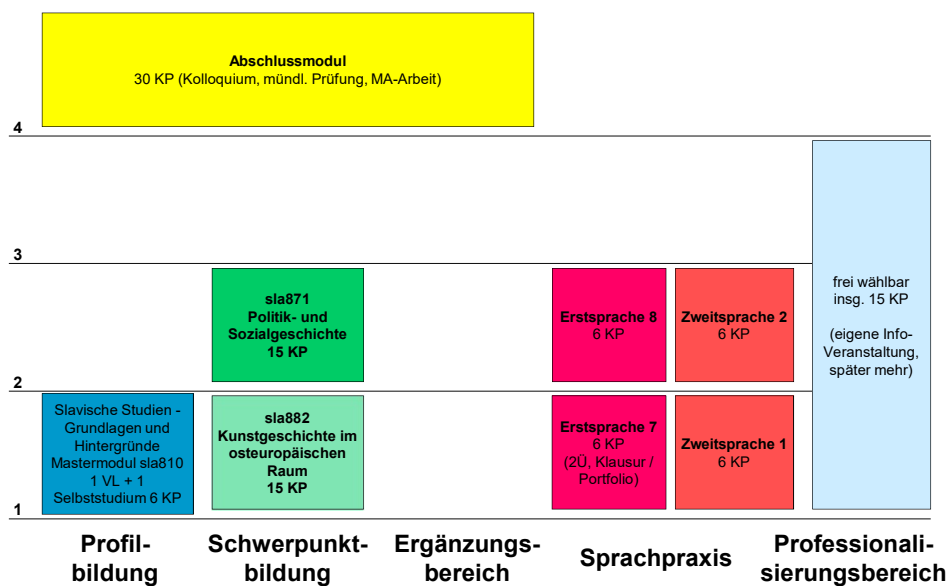 Abschlussmodul
30 KP (Kolloquium, mündl. Prüfung, MA-Arbeit)
4
3
sla871
Politik- und
Sozialgeschichte
15 KP
Erstsprache 8
6 KP
Zweitsprache 2
6 KP
frei wählbar
insg. 15 KP
(eigene Info-
Veranstaltung,
später mehr)
2
Slavische Studien -
Grundlagen und
Hintergründe
Mastermodul sla810
1 VL + 1
Selbststudium 6 KP
sla882
Kunstgeschichte im
osteuropäischen
Raum
15 KP
Erstsprache 7
6 KP
(2Ü, Klausur /
Portfolio)
Zweitsprache 1
6 KP
1
Profil-
bildung
Schwerpunkt-
bildung
Ergänzungs-
bereich
Sprachpraxis
Professionali-
sierungsbereich